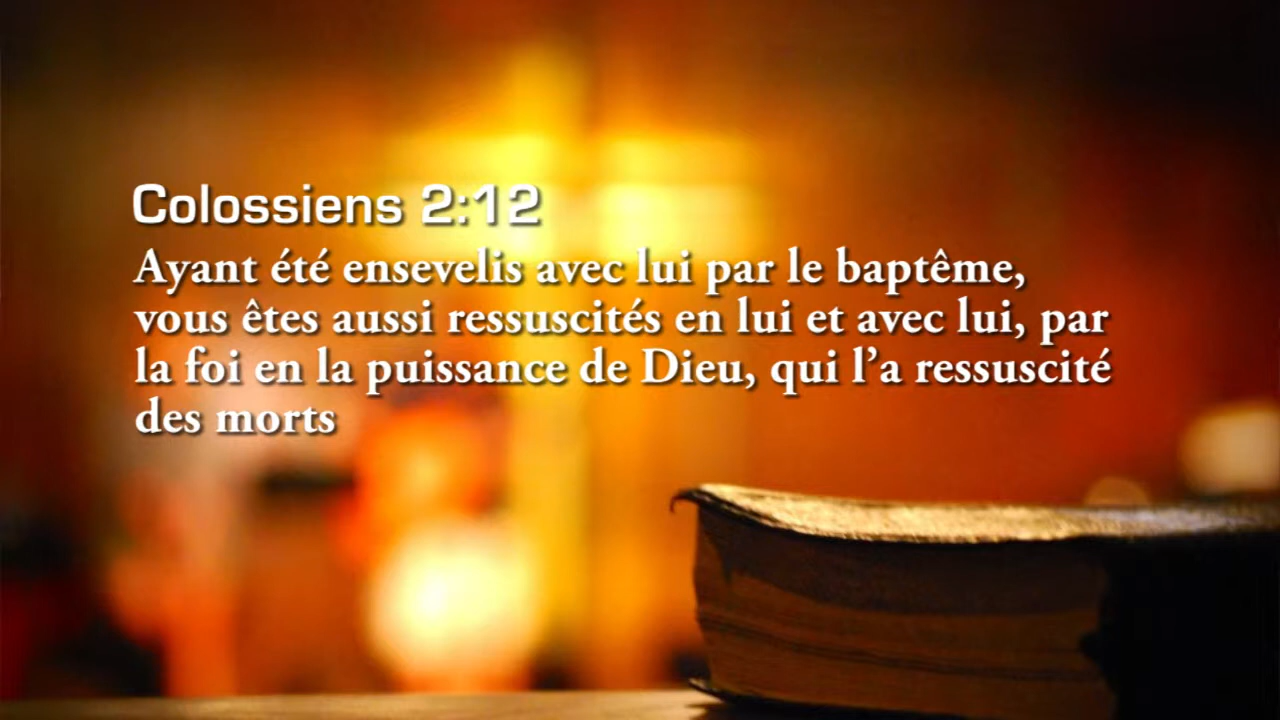 Colossiens 2:12
Ayant été ensevelis avec lui par le baptême,
vous êtes aussi ressuscités en lui et avec lui, par
la foi en la puissance de Dieu, qui l’a ressuscité
des morts